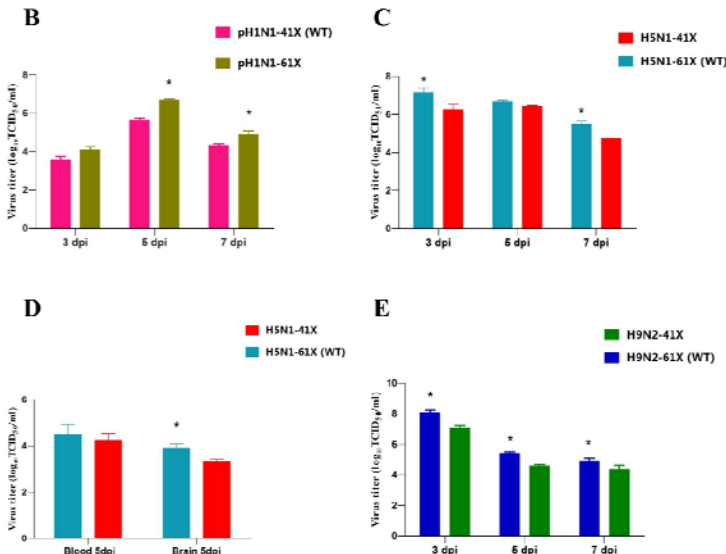 B
pH1N1-41X (WT)
pH1N1-61X
Virus titer (log₁₀TCID₅₀/ml)
8
6
4
2
0
*
*
3 dpi 5 dpi 7 dpi
C
H5N1-41X
H5N1-61X (WT)
Virus titer (log₁₀TCID₅₀/ml)
8
6
4
2
0
*
*
3 dpi 5 dpi 7 dpi
D
H5N1-41X
H5N1-61X (WT)
Virus titer (log₁₀TCID₅₀/ml)
6
4
2
0
*
Blood 5dpi Brain 5dpi
E
H9N2-41X
H9N2-61X (WT)
Virus titer (log₁₀TCID₅₀/ml)
10
8
6
4
2
0
*
*
*
3 dpi 5 dpi 7 dpi